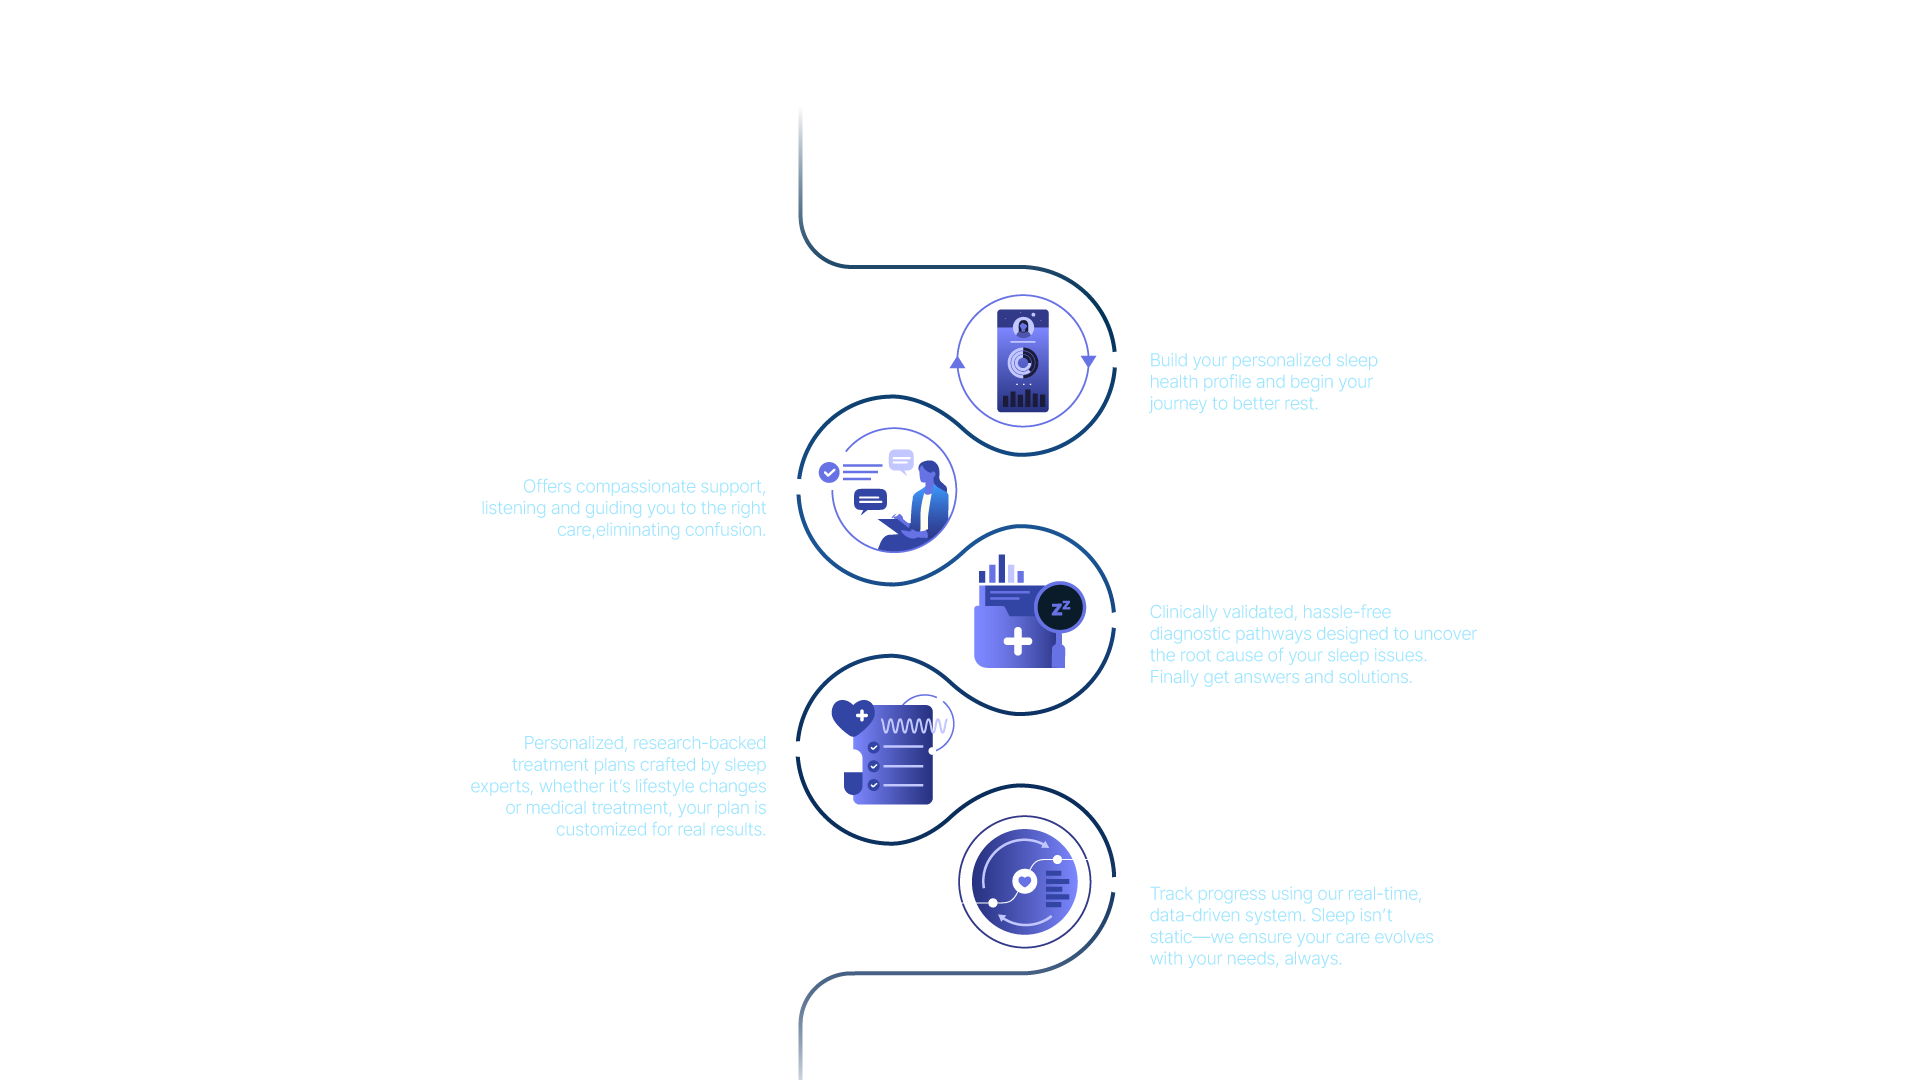 Build your personalized sleep
health profile and begin your
journey to better rest.
Offers compassionate support,
listening and guiding you to the right
care,eliminating confusion.
zz
Clinically validated, hassle-free
diagnostic pathways designed to uncover
the root cause of your sleep issues.
Finally get answers and solutions.
Personalized, research-backed
treatment plans crafted by sleep
experts, whether it’s lifestyle changes
or medical treatment, your plan is
customized for real results.
Track progress using our real-time,
data-driven system. Sleep isn’t
static—we ensure your care evolves
with your needs, always.